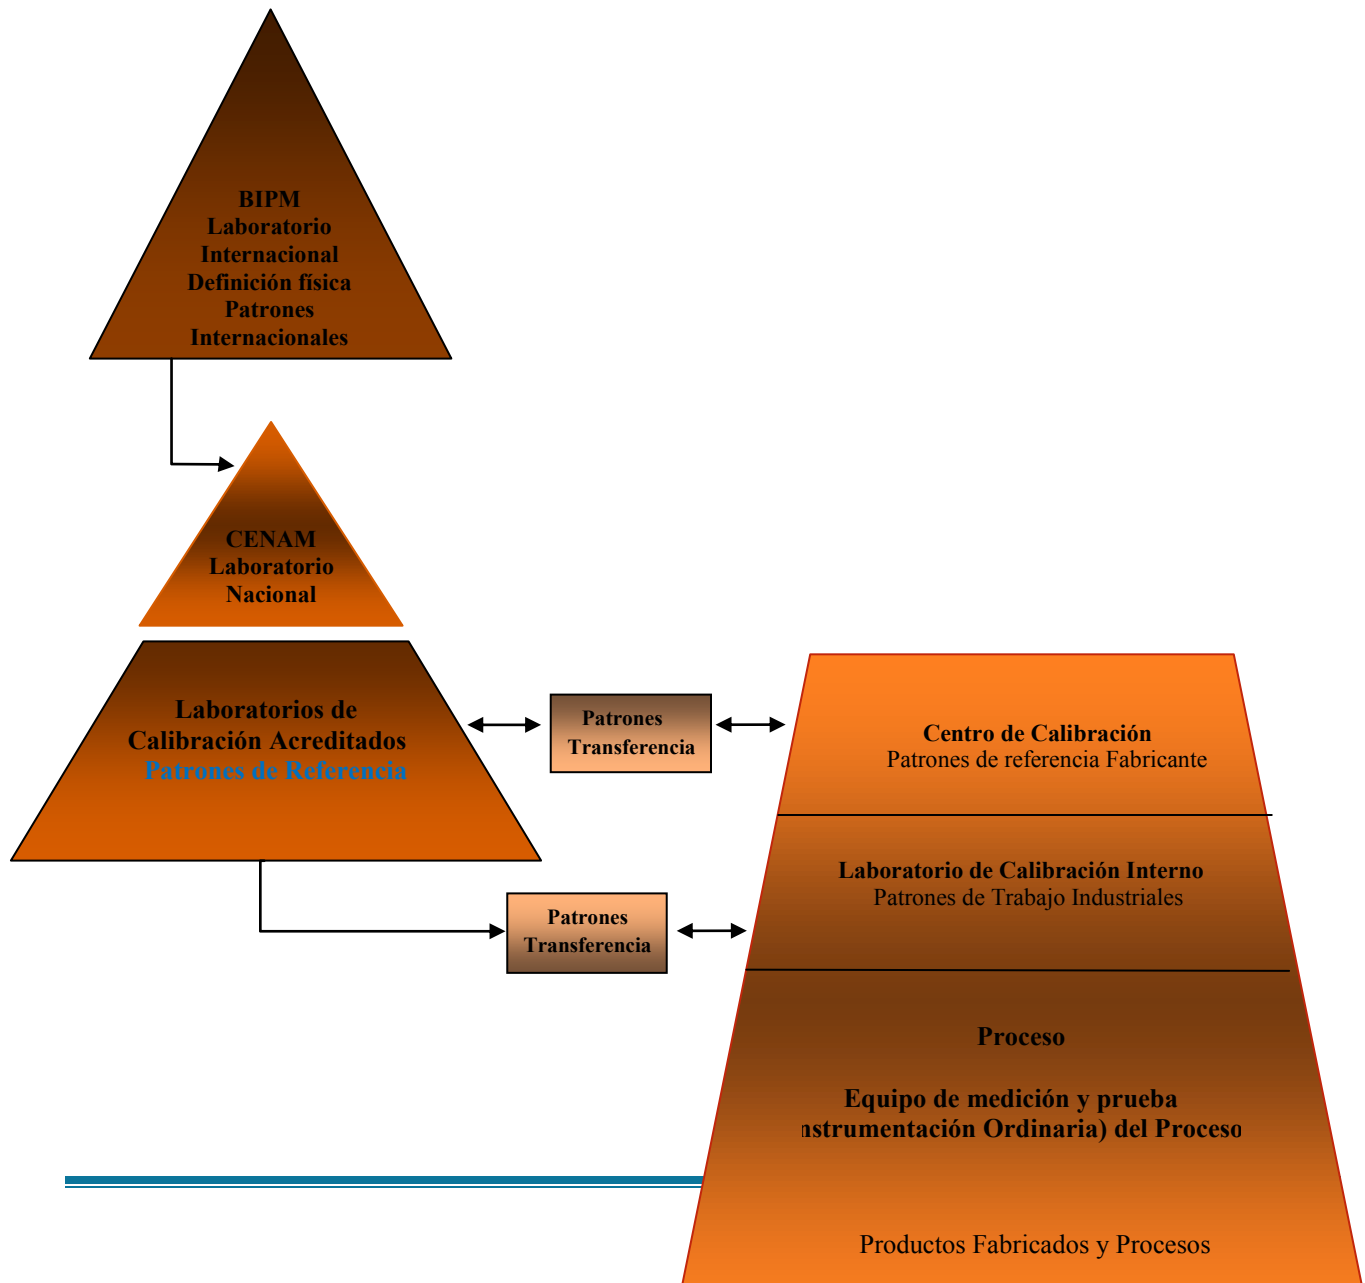 BIPM
Laboratorio
Internacional
Definición física
Patrones
Internacionales
CENAM
Laboratorio
Nacional
Laboratorios de
Calibración Acreditados
Patrones de Referencia
Patrones
Transferencia
Centro de Calibración
Patrones de referencia Fabricante
Laboratorio de Calibración Interno
Patrones de Trabajo Industriales
Patrones
Transferencia
Proceso
Equipo de medición y prueba
nstrumentación Ordinaria) del Proceso
Productos Fabricados y Procesos